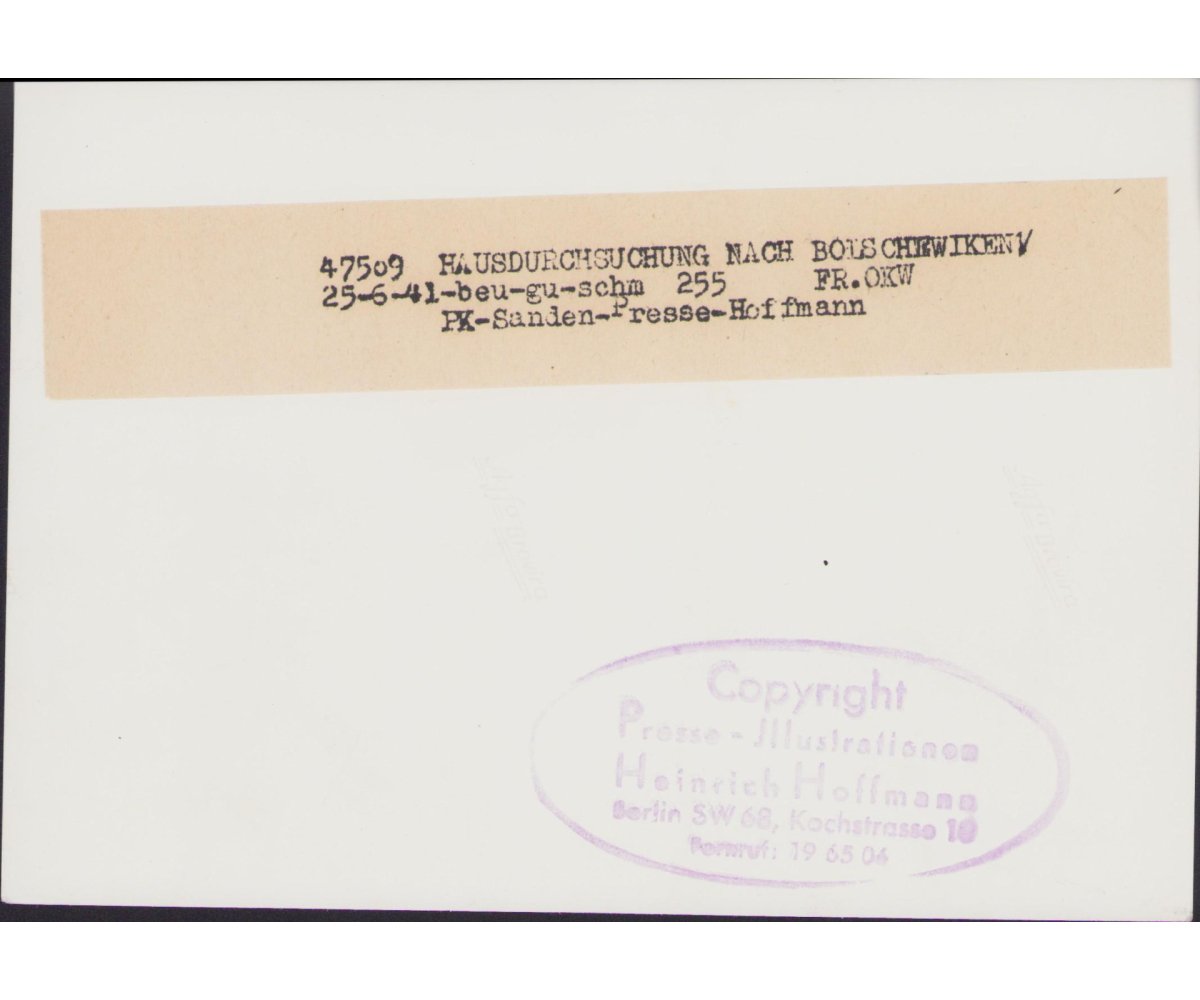 47509 HAUSDURCHSUCHUNG NACH BOLSCHEWIKEN/
25-6-41-beu-gu-schm 255 FR.OKW
PK-Sanden-Presse-Hoffmann
Copyright
Presse-Illustrationen
Heinrich Hoffmann
Berlin SW 68, Kochstrasse 10
Fernruf: 19 65 06